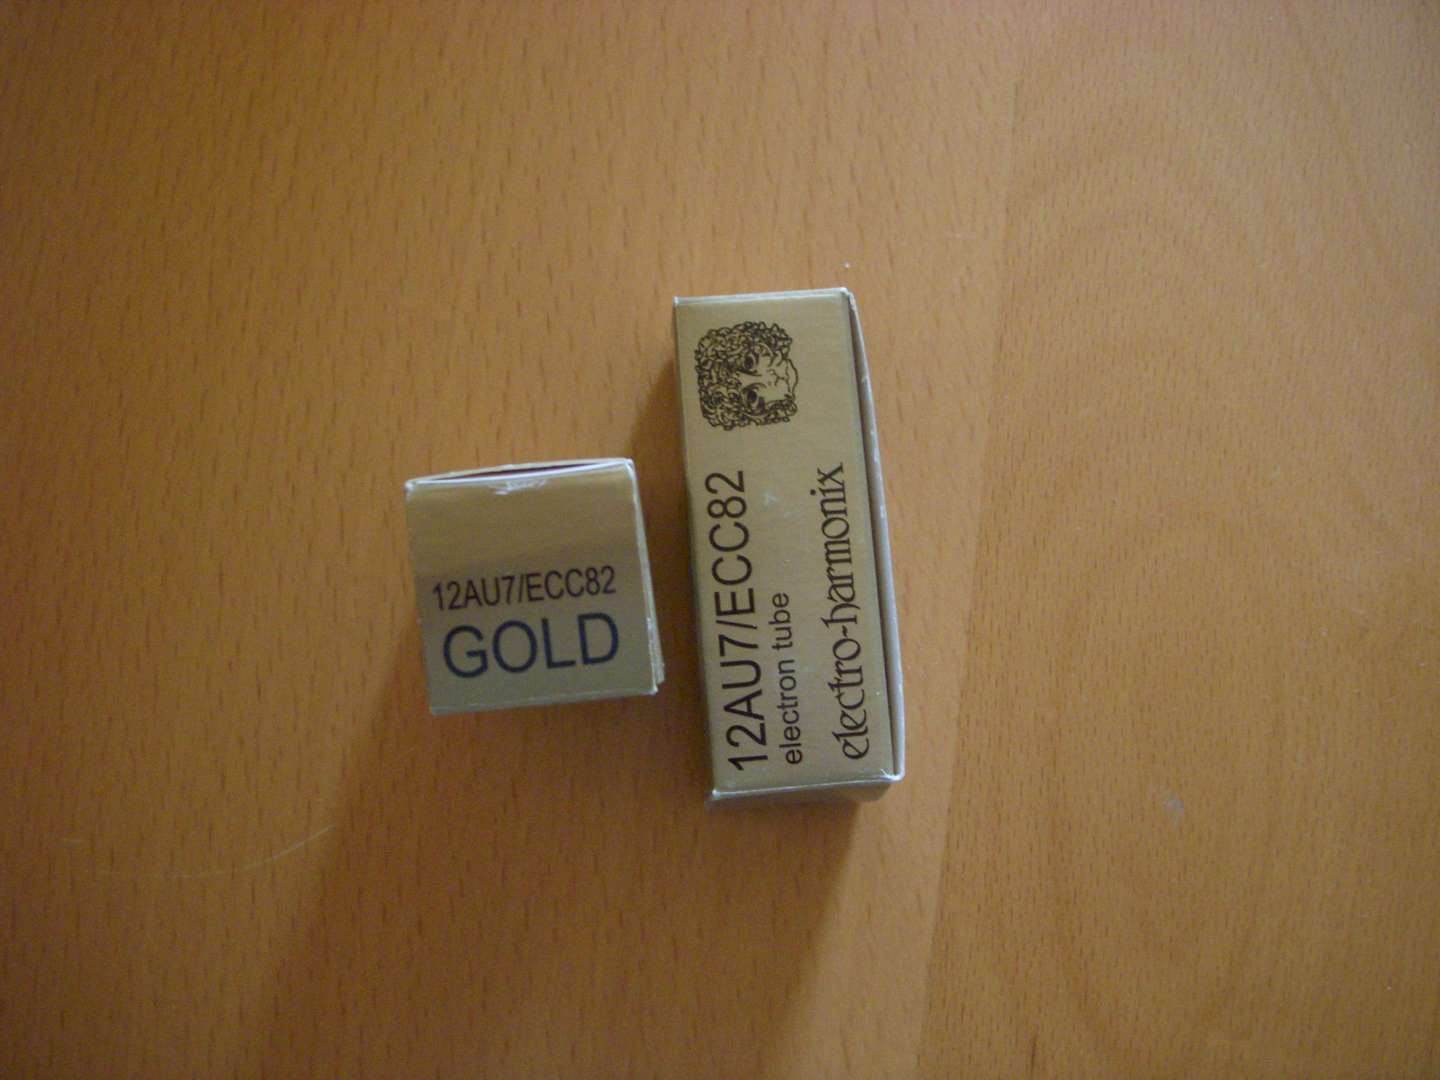 12AU7/ECC82
GOLD
12AU7/ECC82
electron tube
electro-harmonix